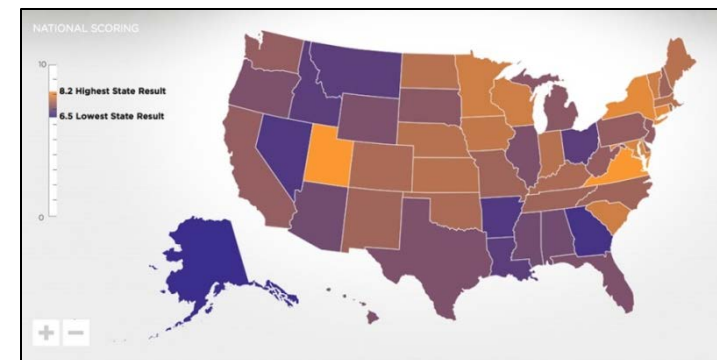 NATIONAL SCORING
10
8.2 Highest State Result
6.5 Lowest State Result
0
+ −